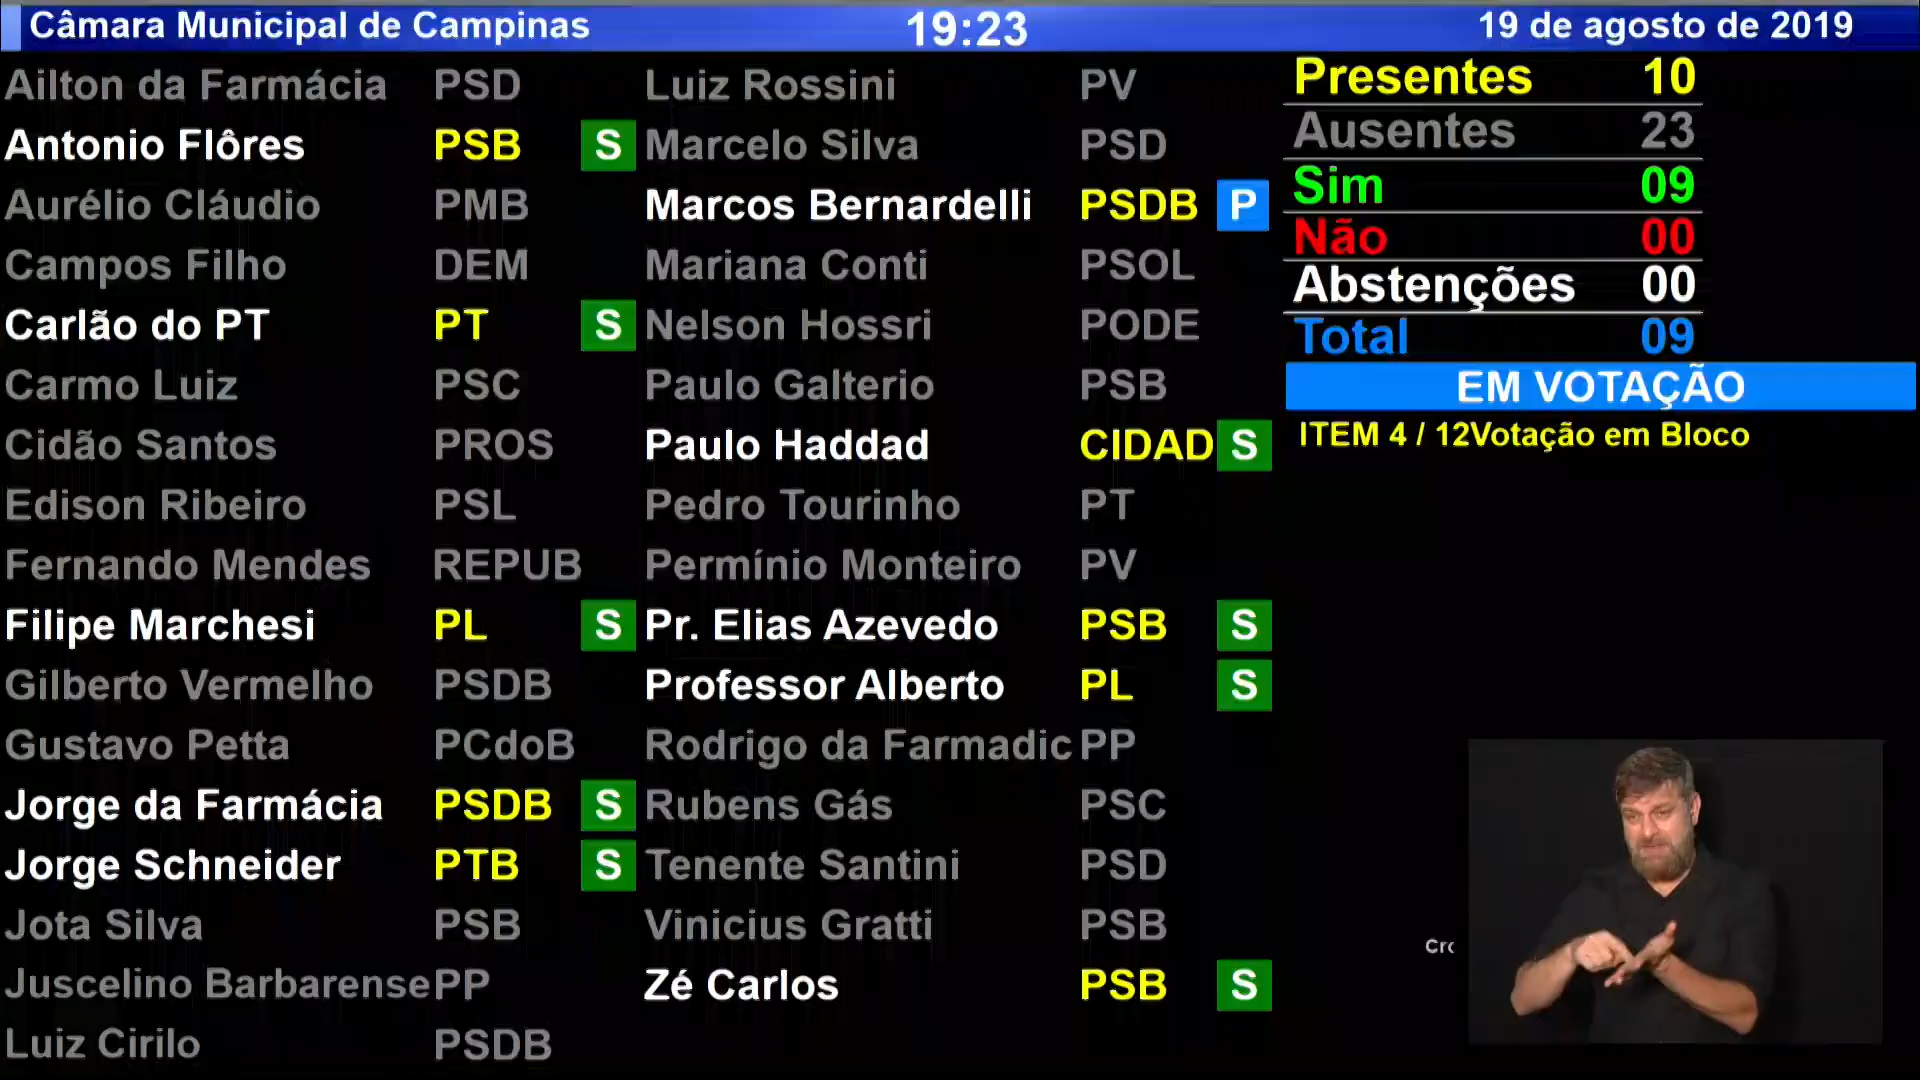 Câmara Municipal de Campinas 19:23 19 de agosto de 2019
Ailton da Farmácia PSD
Antonio Flôres PSB S
Aurélio Cláudio PMB
Campos Filho DEM
Carlão do PT PT S
Carmo Luiz PSC
Cidão Santos PROS
Edison Ribeiro PSL
Fernando Mendes REPUB
Filipe Marchesi PL S
Gilberto Vermelho PSDB
Gustavo Petta PCdoB
Jorge da Farmácia PSDB S
Jorge Schneider PTB S
Jota Silva PSB
Juscelino Barbarense PP
Luiz Cirilo PSDB
Luiz Rossini PV
Marcelo Silva PSD
Marcos Bernardelli PSDB P
Mariana Conti PSOL
Nelson Hossri PODE
Paulo Galterio PSB
Paulo Haddad CIDAD S
Pedro Tourinho PT
Permínio Monteiro PV
Pr. Elias Azevedo PSB S
Professor Alberto PL S
Rodrigo da Farmadic PP
Rubens Gás PSC
Tenente Santini PSD
Vinicius Gratti PSB
Zé Carlos PSB S
Presentes 10
Ausentes 23
Sim 09
Não 00
Abstenções 00
Total 09
EM VOTAÇÃO
ITEM 4 / 12Votação em Bloco